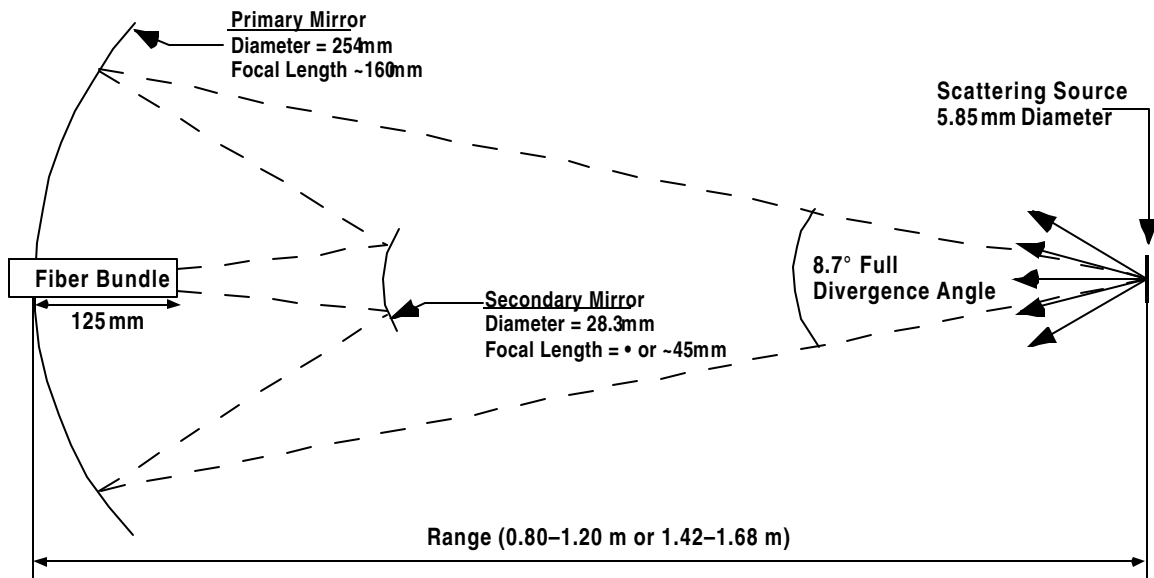 Primary Mirror
Diameter = 254mm
Focal Length ~160mm
Scattering Source
5.85mm Diameter
Fiber Bundle
125mm
8.7° Full
Divergence Angle
Secondary Mirror
Diameter = 28.3mm
Focal Length = • or ~45mm
Range (0.80–1.20 m or 1.42–1.68 m)